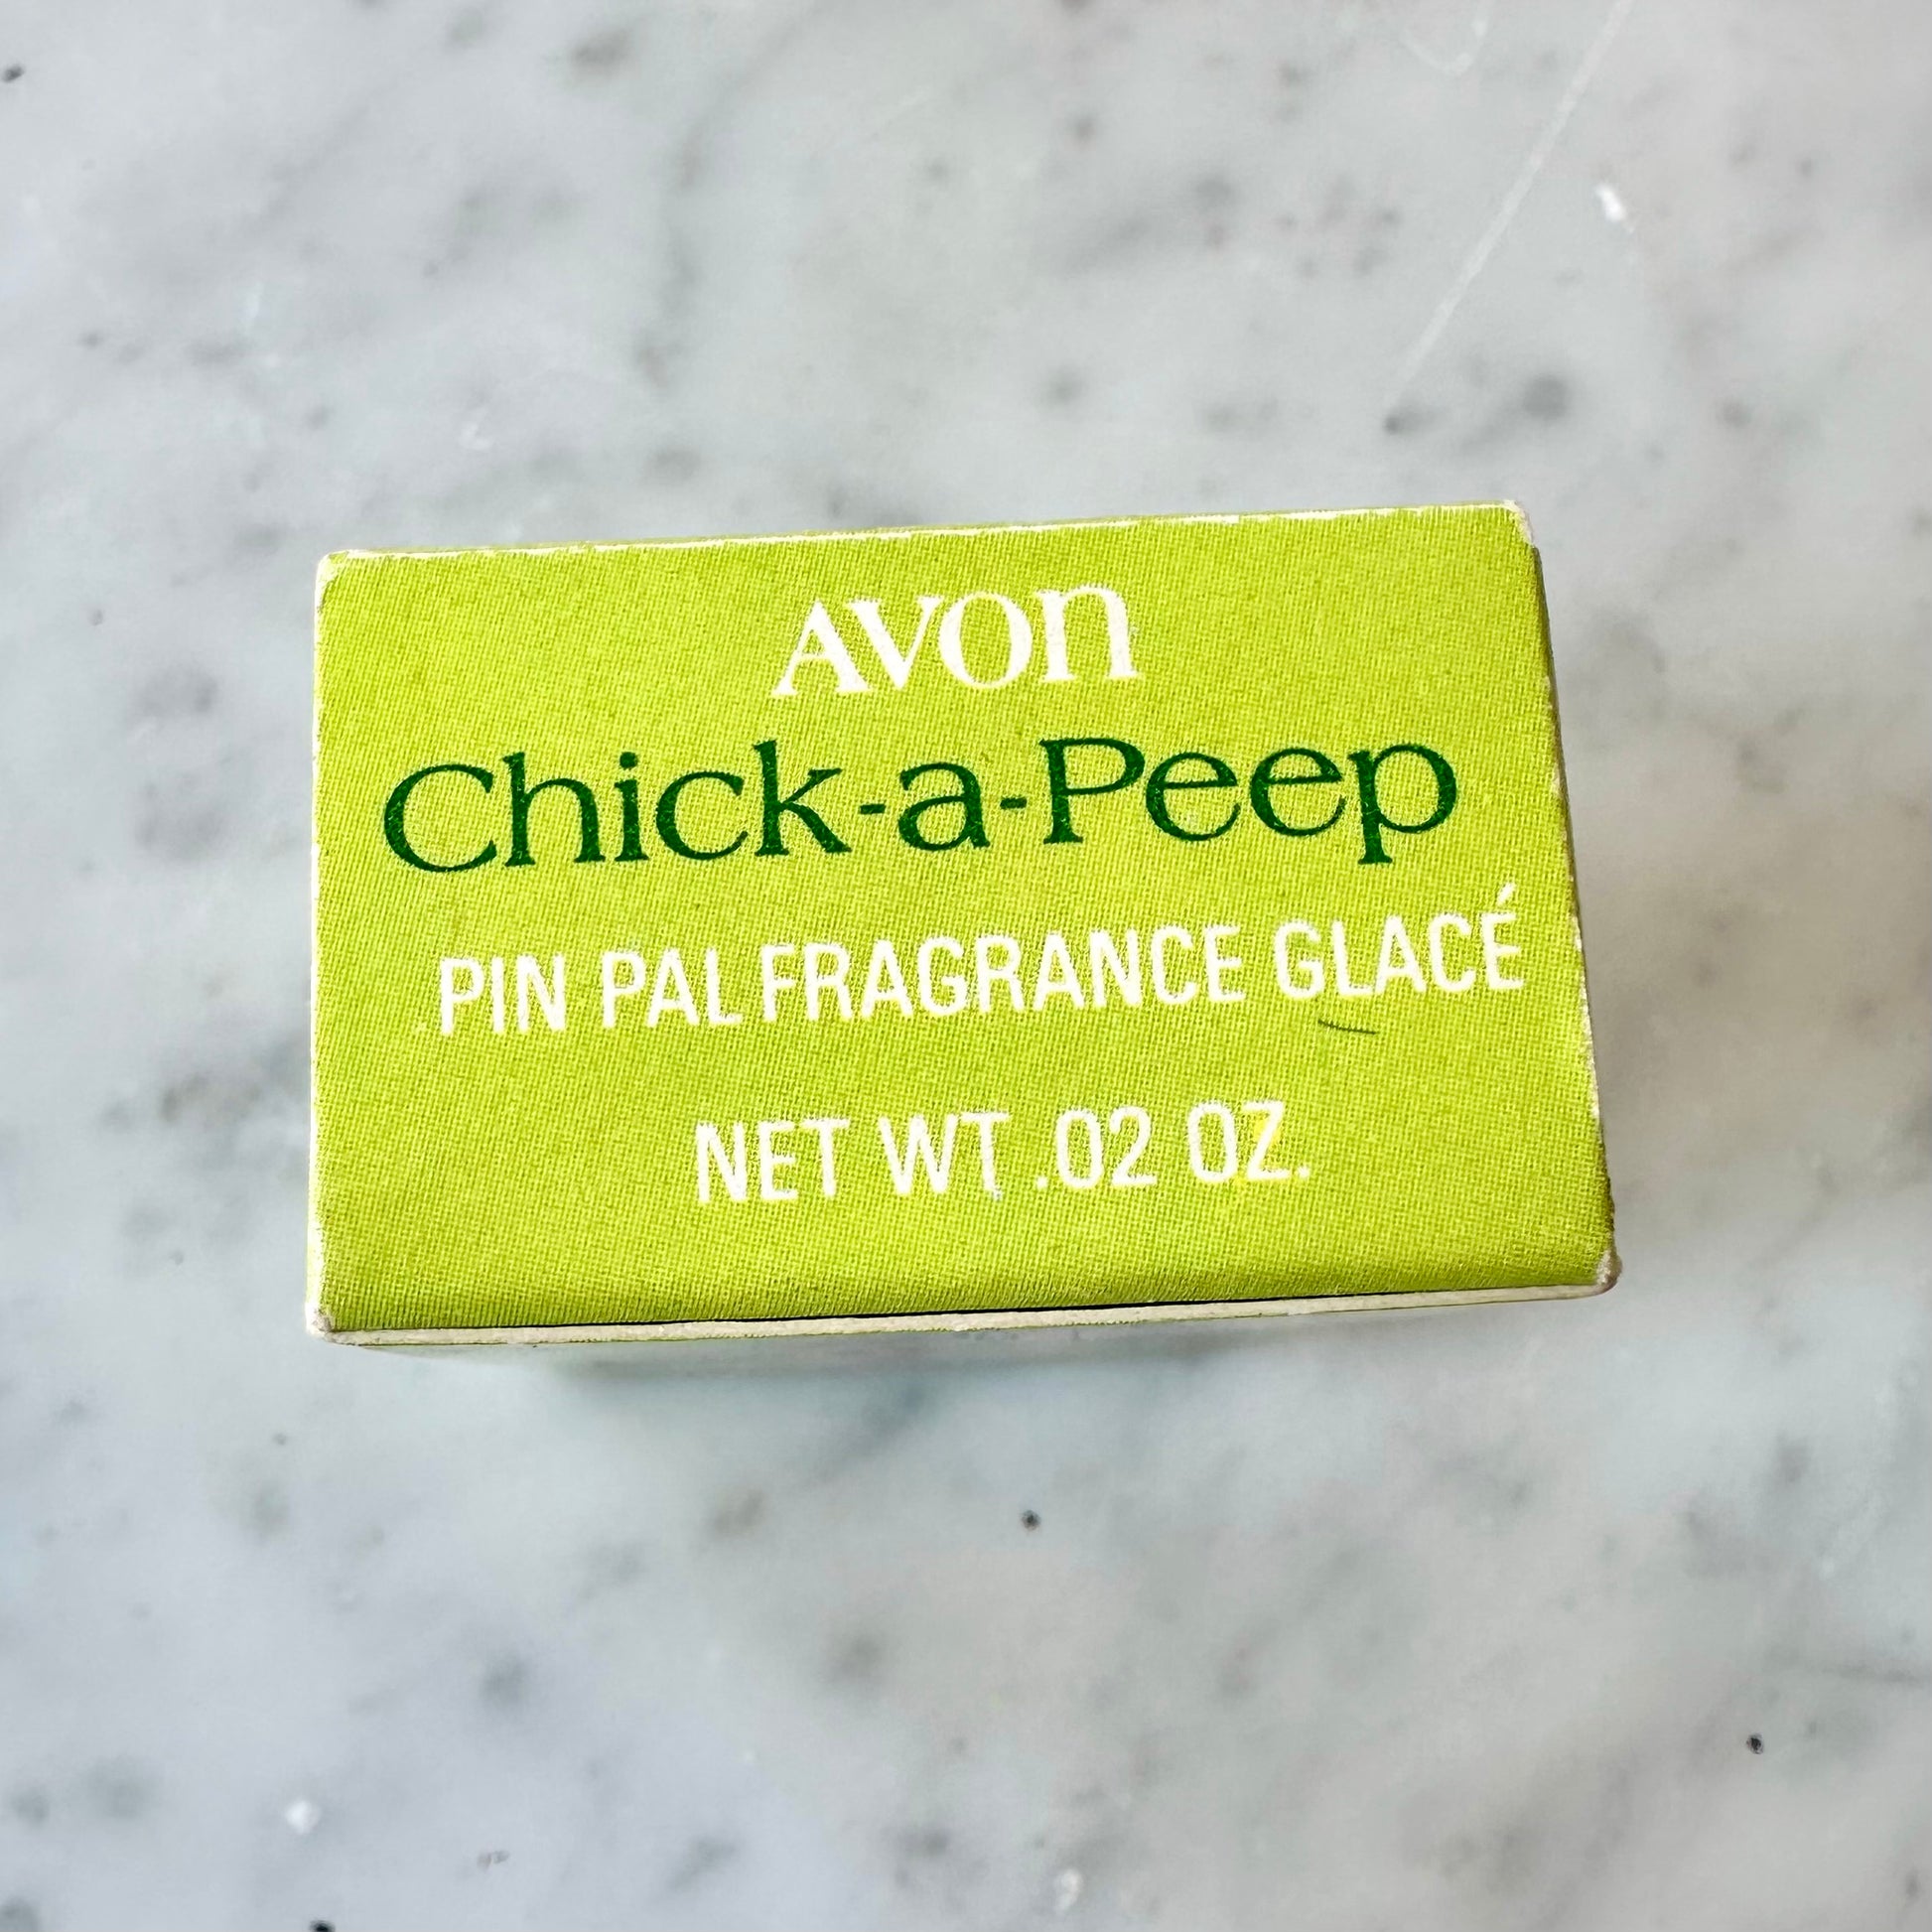 AVON
Chick-a-Peep
PIN PAL FRAGRANCE GLACÉ
NET WT .02 OZ.